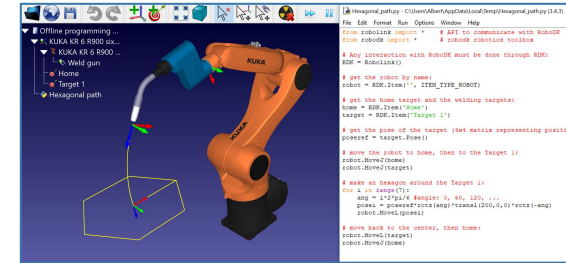 Hexagonal_path.py - C:\Users\Albert\AppData\Local\Temp\Hexagonal_path.py (3.4.3)
File Edit Format Run Options Window Help
from robolink import * # API to communicate with RoboDK
from robodk import * # robodk robotics toolbox
# Any interaction with RoboDK must be done through RDK:
RDK = Robolink()
# get the robot by name:
robot = RDK.Item('', ITEM_TYPE_ROBOT)
# get the home target and the welding targets:
home = RDK.Item('Home')
target = RDK.Item('Target 1')
# get the pose of the target (4x4 matrix representing positi
poseref = target.Pose()
# move the robot to home, then to the Target 1:
robot.MoveJ(home)
robot.MoveJ(target)
# make an hexagon around the Target 1:
for i in range(7):
ang = i*2*pi/6 #angle: 0, 60, 120, ...
posei = poseref*rotz(ang)*transl(200,0,0)*rotz(-ang)
robot.MoveL(posei)
# move back to the center, then home:
robot.MoveL(target)
robot.MoveJ(home)
Offline programming ...
KUKA KR 6 R900 six...
KUKA KR 6 R900 ...
Weld gun
Home
Target 1
Hexagonal path
KUKA
KUKA